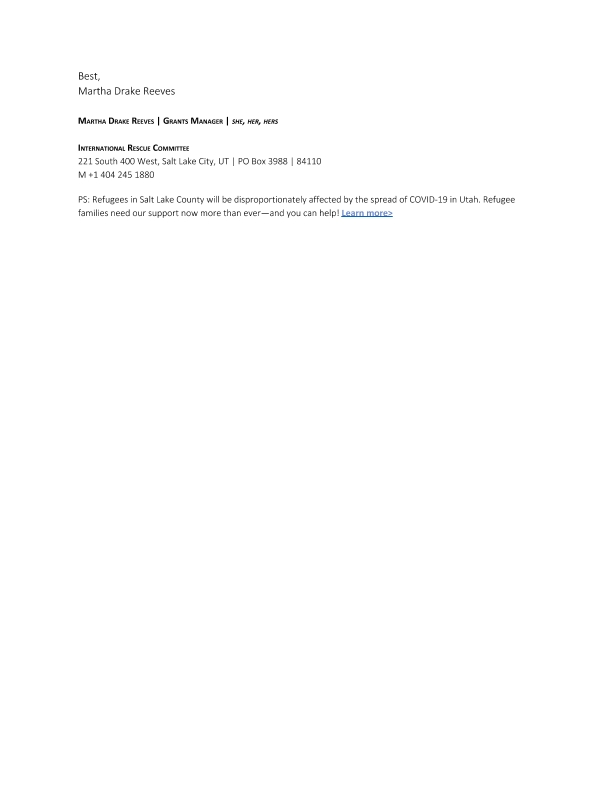 Best,
Martha Drake Reeves
Martha Drake Reeves | Grants Manager | she, her, hers
International Rescue Committee
221 South 400 West, Salt Lake City, UT | PO Box 3988 | 84110
M +1 404 245 1880
PS: Refugees in Salt Lake County will be disproportionately affected by the spread of COVID-19 in Utah. Refugee
families need our support now more than ever—and you can help! Learn more>